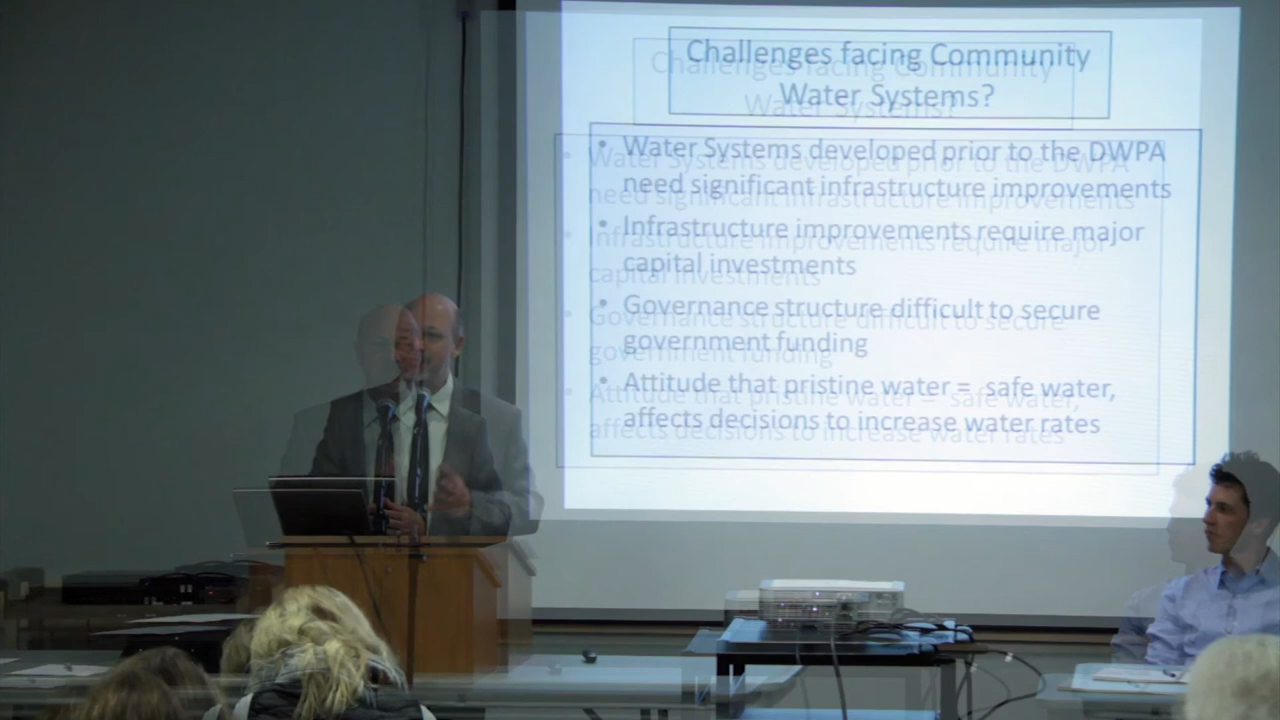 Challenges facing Community
Water Systems?
• Water Systems developed prior to the DWPA
need significant infrastructure improvements
• Infrastructure improvements require major
capital investments
• Governance structure difficult to secure
government funding
• Attitude that pristine water = safe water,
affects decisions to increase water rates